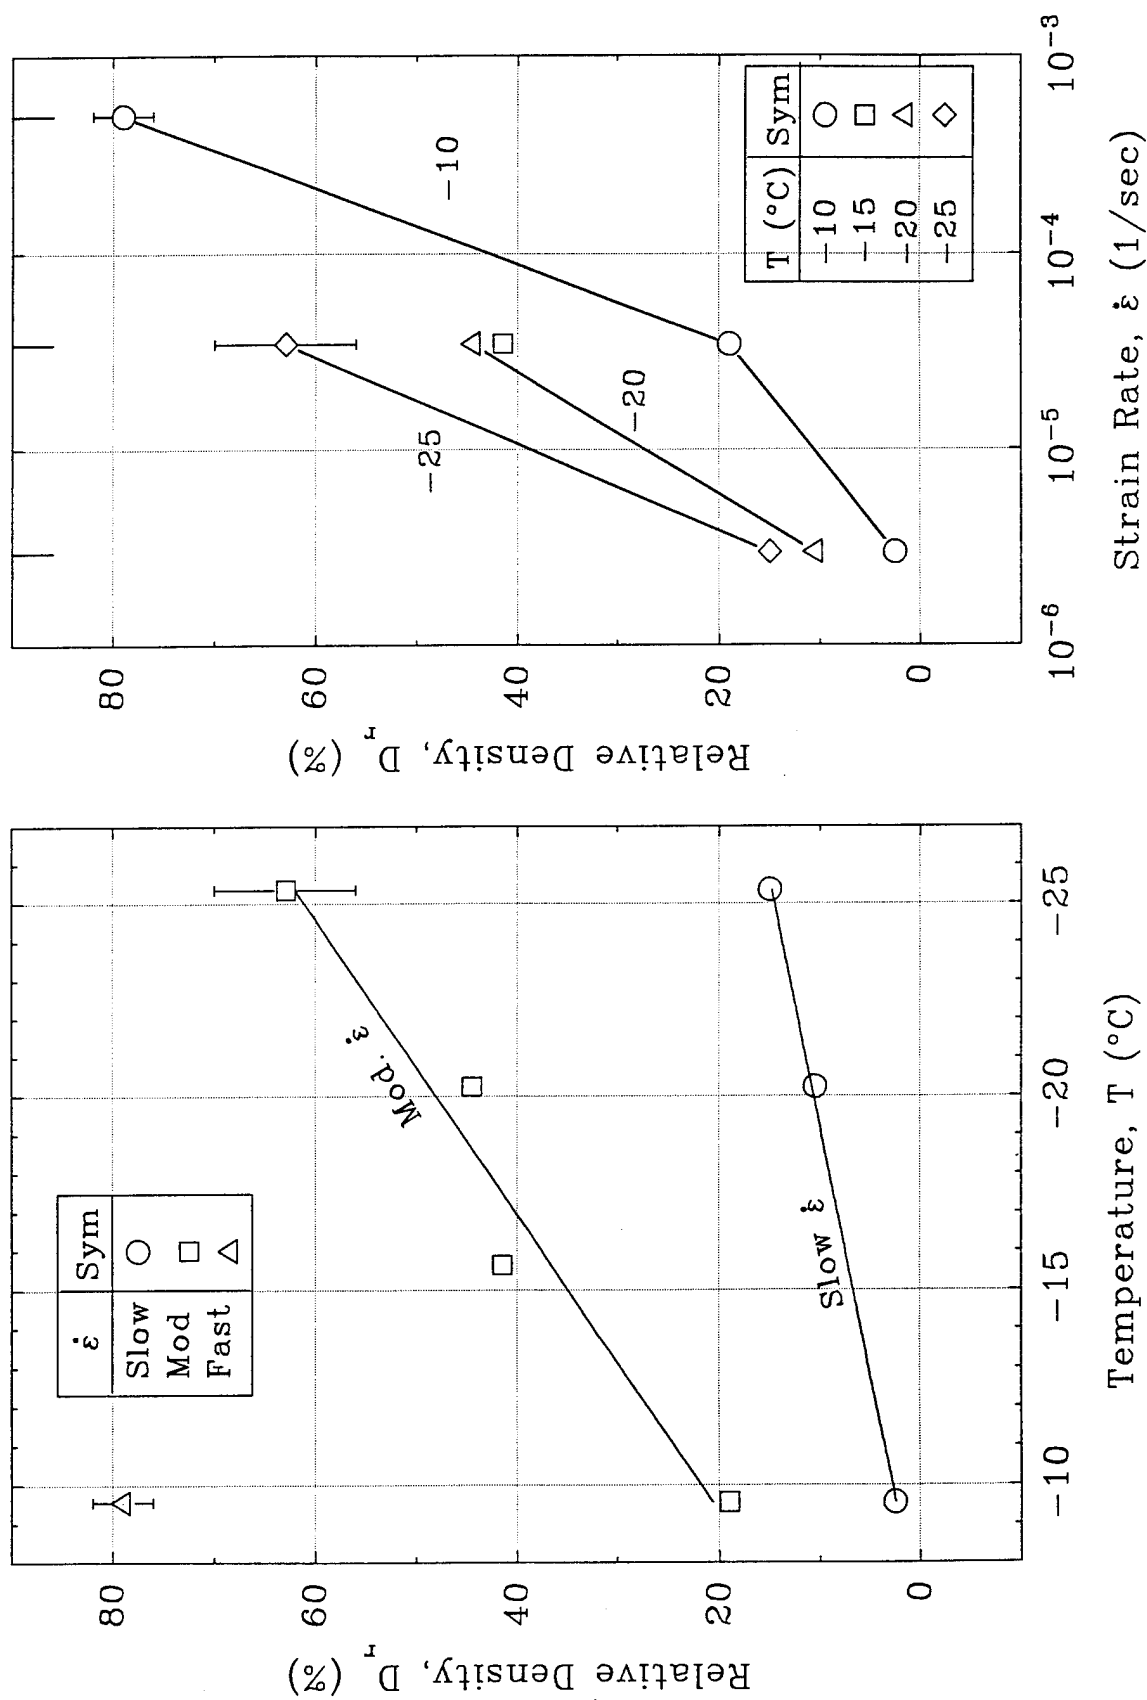 Relative Density, Dr (%)
80
60
40
20
0
ε̇ Sym
Slow
Mod
Fast
Mod. ε̇
Slow ε̇
-10 -15 -20 -25
Temperature, T (°C)
Relative Density, Dr (%)
80
60
40
20
0
-25
-20
-10
T (°C) Sym
-10
-15
-20
-25
10⁻⁶ 10⁻⁵ 10⁻⁴ 10⁻³
Strain Rate, ε̇ (1/sec)